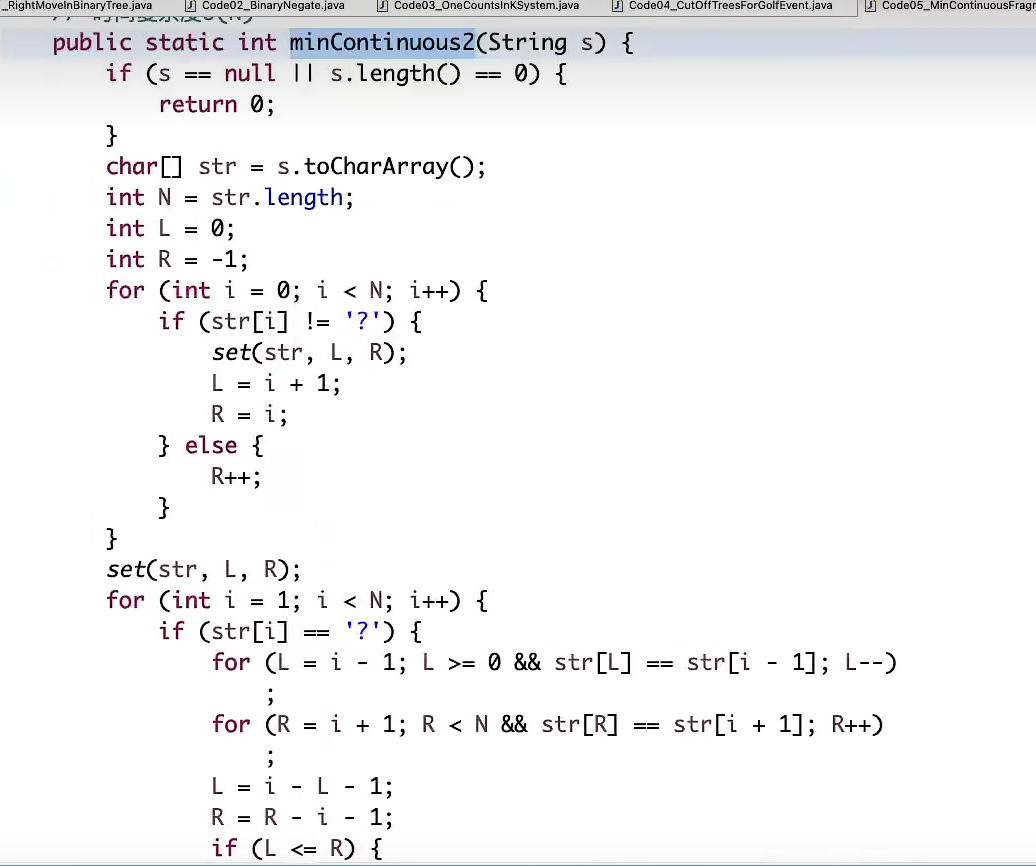 _RightMoveInBinaryTree.java Code02_BinaryNegate.java Code03_OneCountsInKSystem.java Code04_CutOffTreesForGolfEvent.java Code05_MinContinuousFragr
public static int minContinuous2(String s) {
if (s == null || s.length() == 0) {
return 0;
}
char[] str = s.toCharArray();
int N = str.length;
int L = 0;
int R = -1;
for (int i = 0; i < N; i++) {
if (str[i] != '?') {
set(str, L, R);
L = i + 1;
R = i;
} else {
R++;
}
}
set(str, L, R);
for (int i = 1; i < N; i++) {
if (str[i] == '?') {
for (L = i - 1; L >= 0 && str[L] == str[i - 1]; L--)
;
for (R = i + 1; R < N && str[R] == str[i + 1]; R++)
;
L = i - L - 1;
R = R - i - 1;
if (L <= R) {